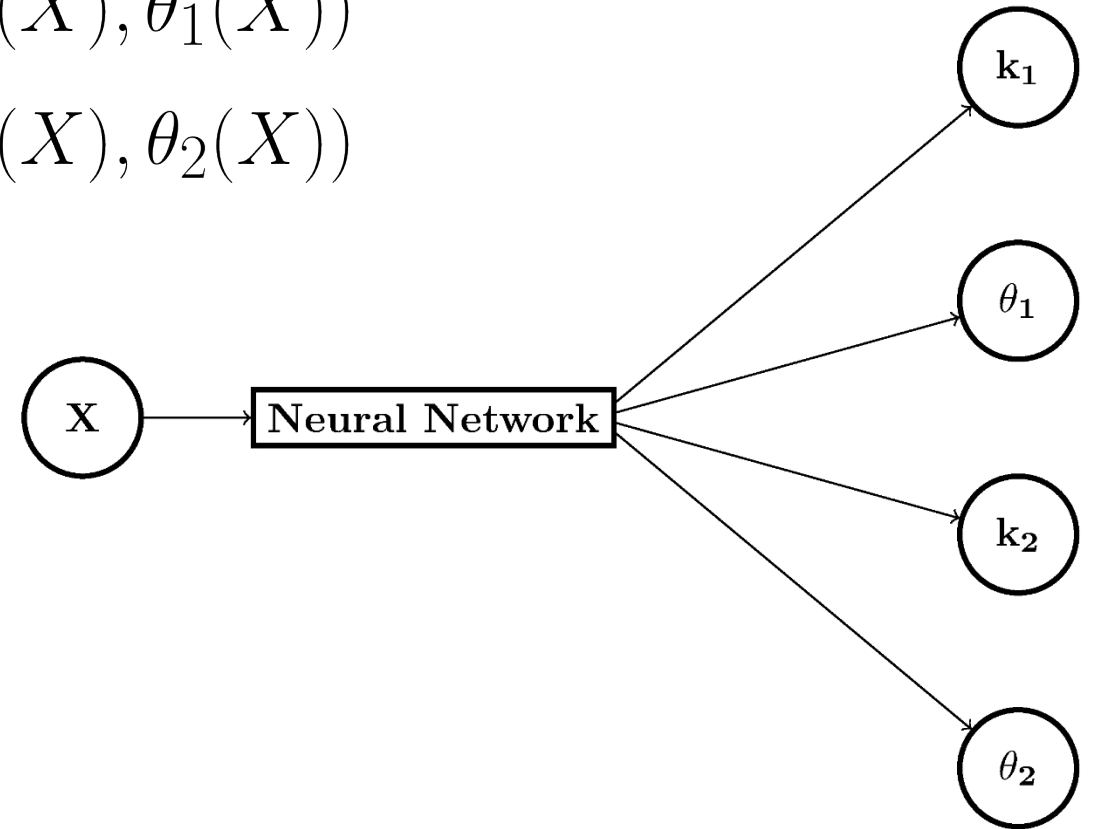 (X), θ₁(X))
(X), θ₂(X))
k₁
θ₁
X
Neural Network
k₂
θ₂